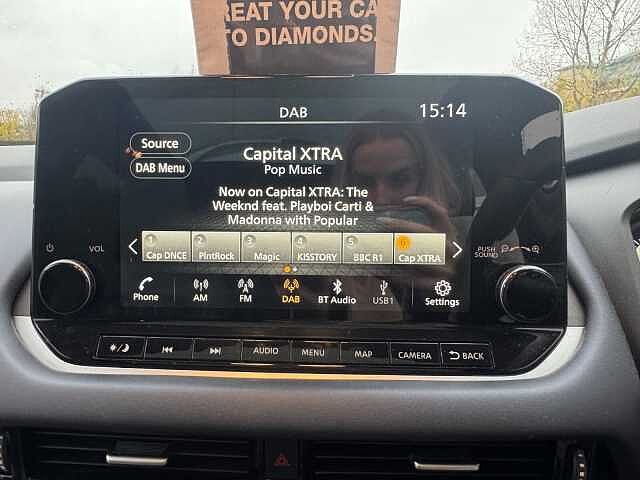 REAT YOUR CA
TO DIAMONDS.
DAB
15:14
Source
DAB Menu
Capital XTRA
Pop Music
Now on Capital XTRA: The
Weeknd feat. Playboi Carti &
Madonna with Popular
1 2 3 4 5 6
Cap DNCE PlntRock Magic KISSTORY BBC R1 Cap XTRA
VOL
PUSH
SOUND
Phone AM FM DAB BT Audio USB1 Settings
AUDIO MENU MAP CAMERA BACK